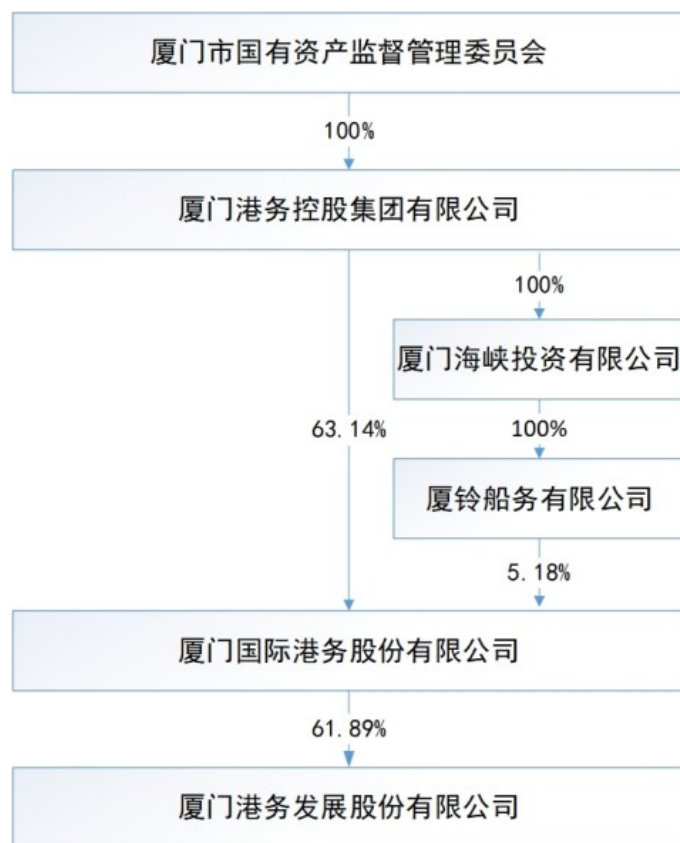 厦门市国有资产监督管理委员会
100%
厦门港务控股集团有限公司
100%
厦门海峡投资有限公司
63.14%
100%
厦铃船务有限公司
5.18%
厦门国际港务股份有限公司
61.89%
厦门港务发展股份有限公司